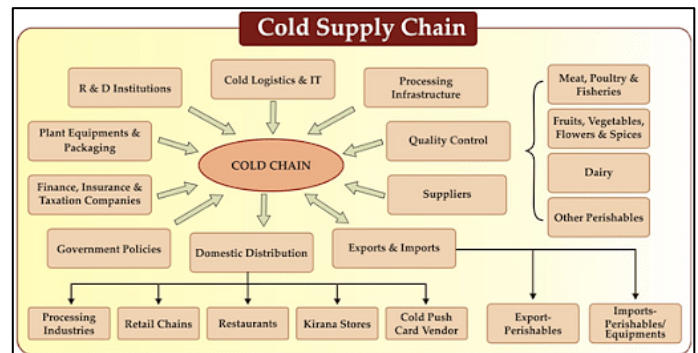 Cold Supply Chain
R & D Institutions
Cold Logistics & IT
Processing
Infrastructure
Meat, Poultry &
Fisheries
Plant Equipments &
Packaging
COLD CHAIN
Quality Control
Fruits, Vegetables,
Flowers & Spices
Finance, Insurance &
Taxation Companies
Suppliers
Dairy
Other Perishables
Government Policies
Domestic
Distribution
Exports & Imports
Processing
Industries
Retail Chains
Restaurants
Kirana Stores
Cold Push
Card Vendor
Export-
Perishables
Imports-
Perishables/
Equipments